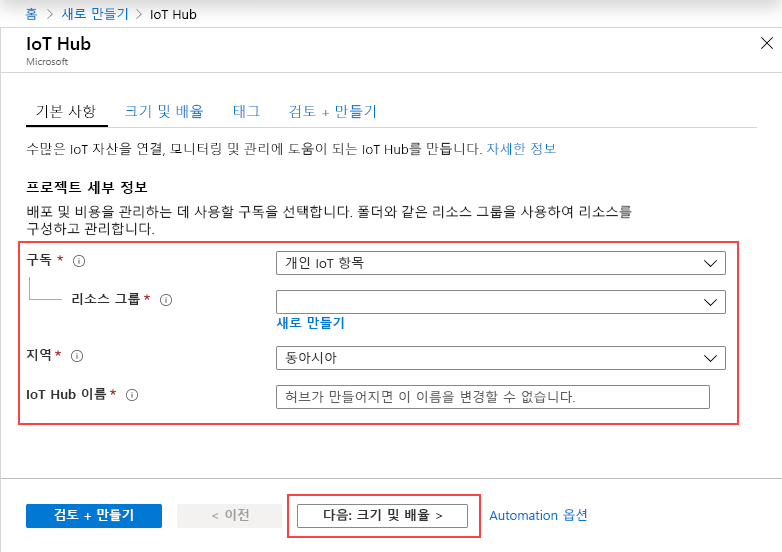 홈 > 새로 만들기 > IoT Hub
IoT Hub
Microsoft
기본 사항 크기 및 배율 태그 검토 + 만들기
수많은 IoT 자산을 연결, 모니터링 및 관리에 도움이 되는 IoT Hub를 만듭니다. 자세한 정보
프로젝트 세부 정보
배포 및 비용을 관리하는 데 사용할 구독을 선택합니다. 폴더와 같은 리소스 그룹을 사용하여 리소스를
구성하고 관리합니다.
구독 * 개인 IoT 항목
리소스 그룹 *
새로 만들기
지역 * 동아시아
IoT Hub 이름 * 허브가 만들어지면 이 이름을 변경할 수 없습니다.
검토 + 만들기 < 이전 다음: 크기 및 배율 > Automation 옵션